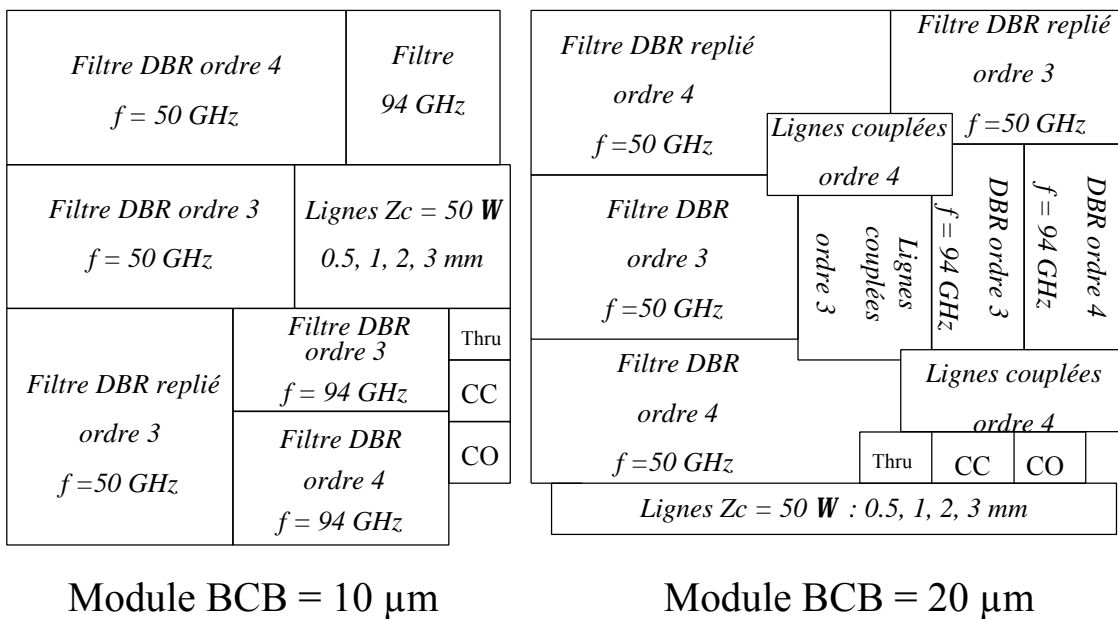 Filtre DBR ordre 4
f = 50 GHz
Filtre
94 GHz
Filtre DBR ordre 3
f = 50 GHz
Lignes Zc = 50 W
0.5, 1, 2, 3 mm
Filtre DBR replié
ordre 3
f =50 GHz
Filtre DBR
ordre 3
f = 94 GHz
Filtre DBR
ordre 4
f = 94 GHz
Thru
CC
CO
Module BCB = 10 µm
Filtre DBR replié
ordre 4
f =50 GHz
Filtre DBR replié
ordre 3
f=50 GHz
Lignes couplées
ordre 4
Filtre DBR
ordre 3
f=50 GHz
Lignes
couplées
ordre 3
DBR ordre 3
f = 94 GHz
DBR ordre 4
f = 94 GHz
Filtre DBR
ordre 4
f=50 GHz
Lignes couplées
ordre 4
Thru
CC
CO
Lignes Zc = 50 W : 0.5, 1, 2, 3 mm
Module BCB = 20 µm